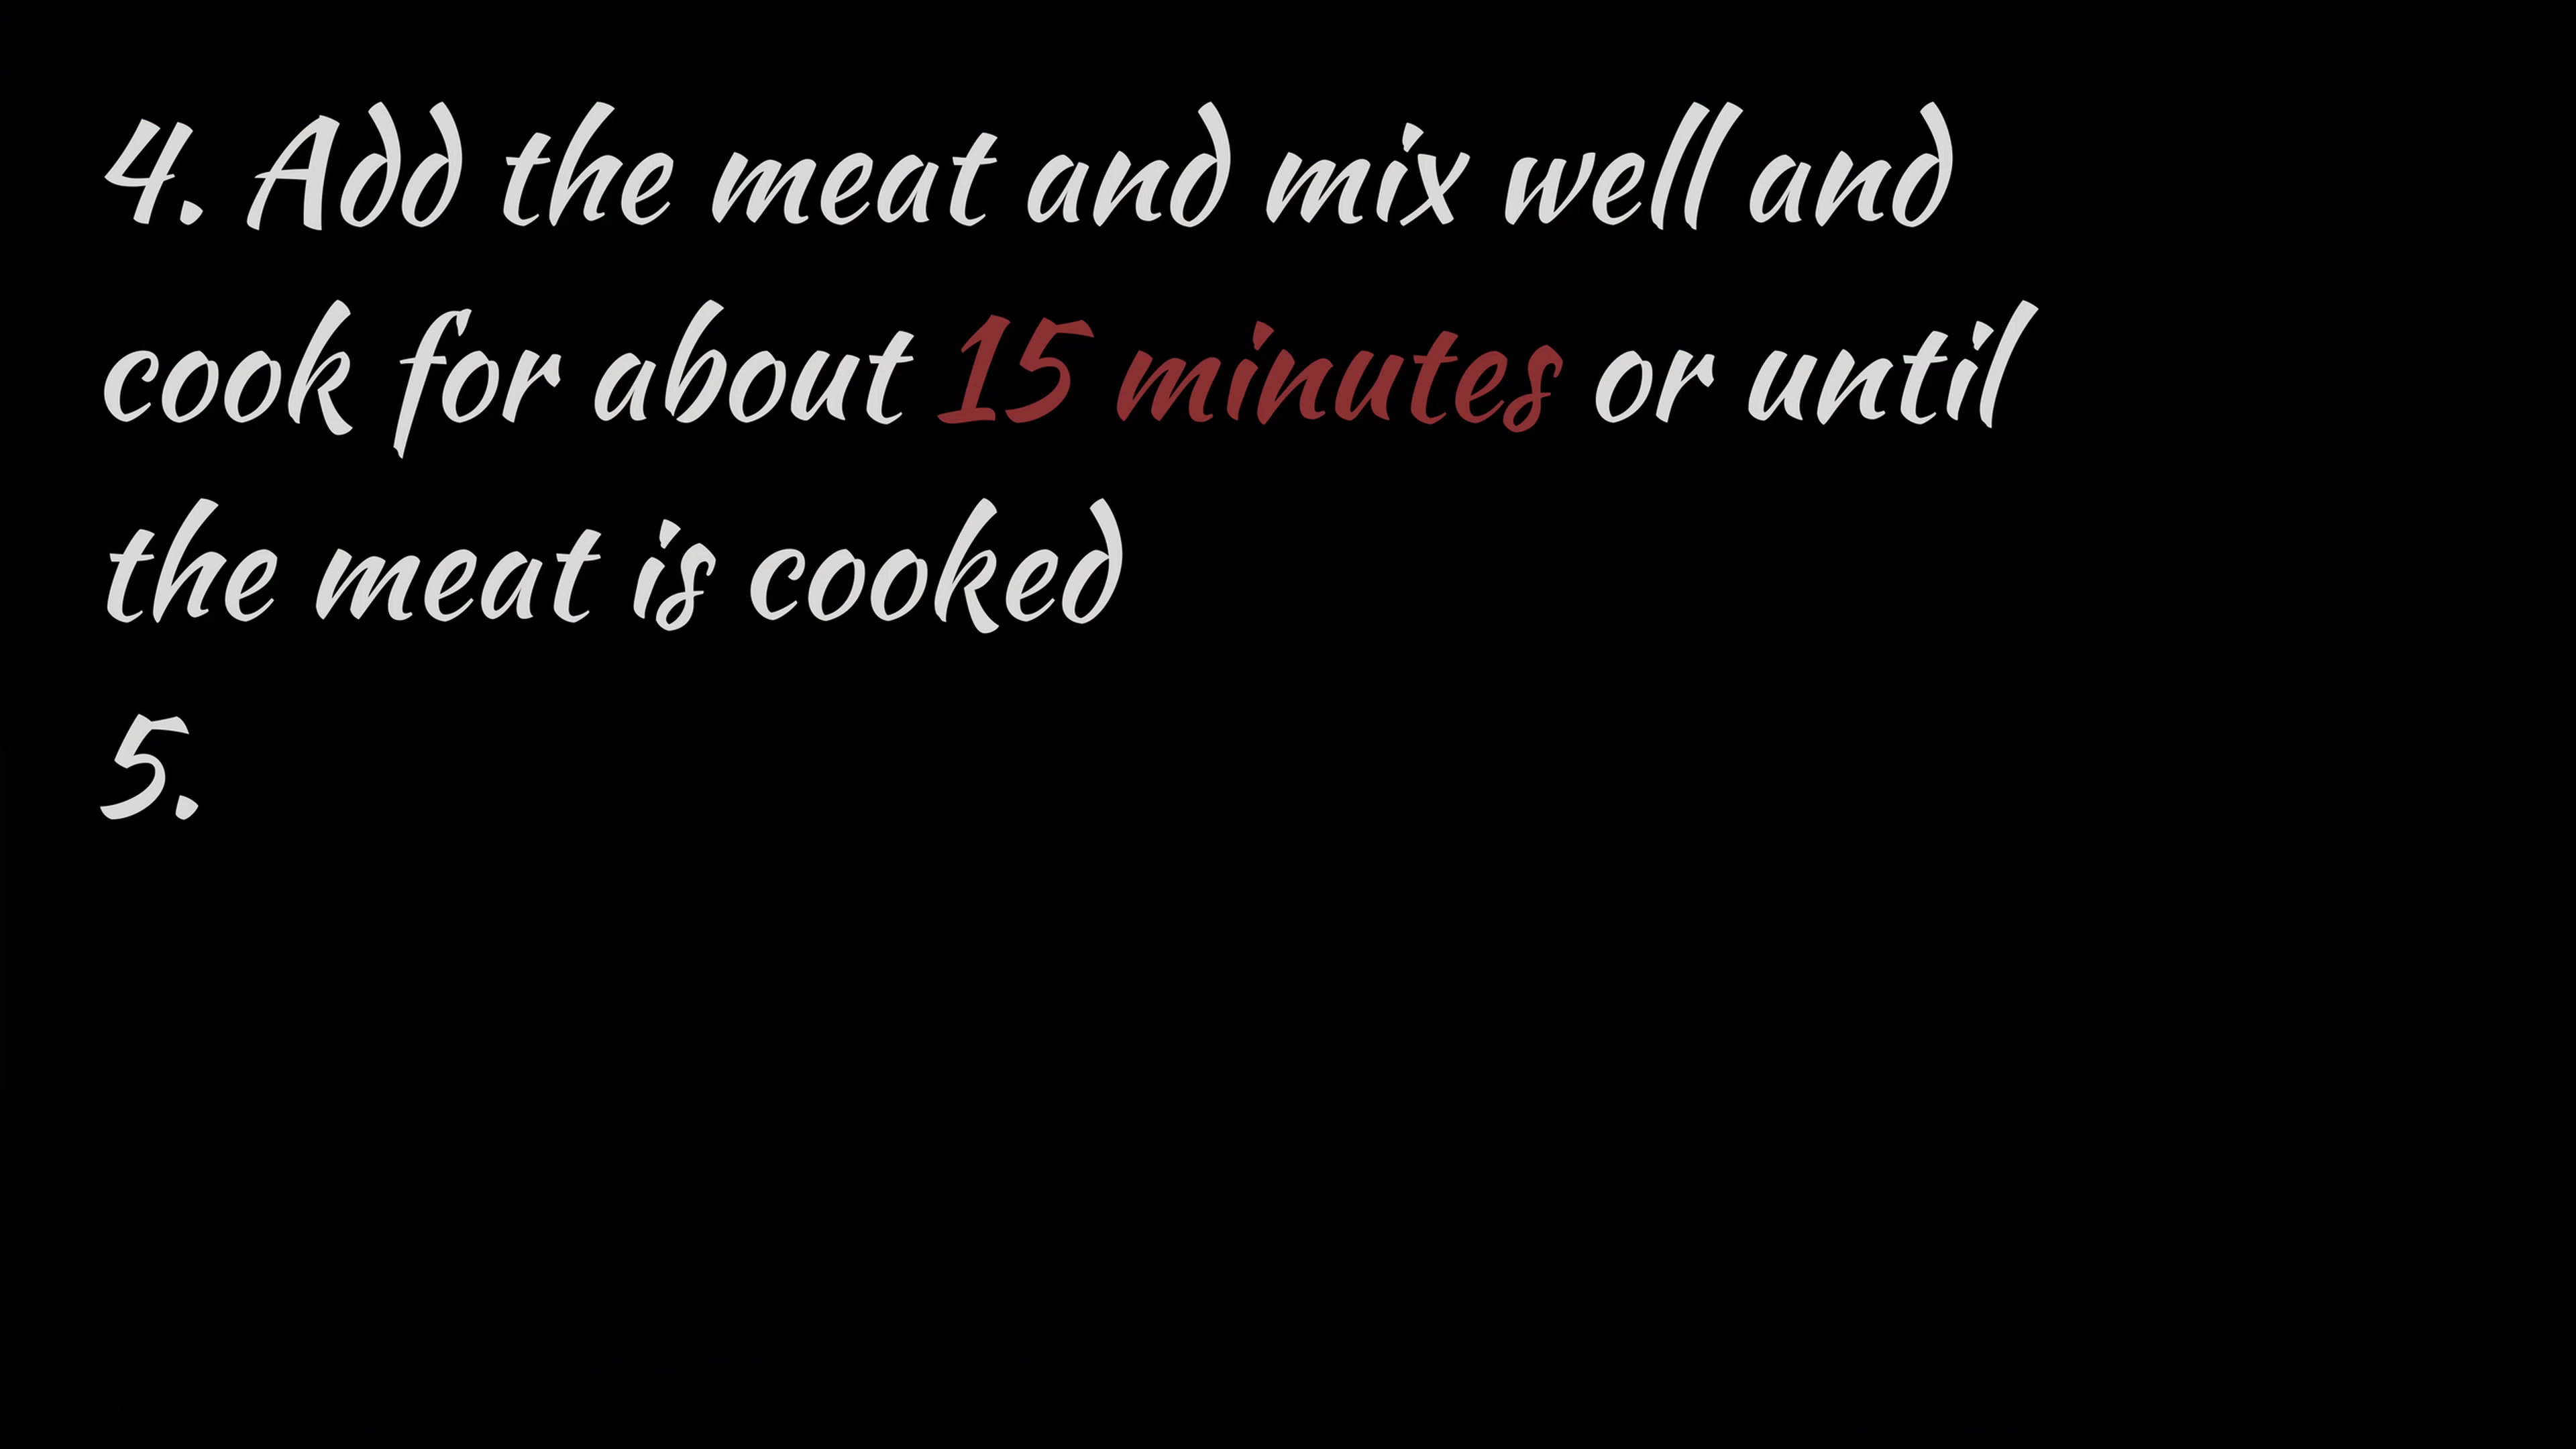 4. Add the meat and mix well and
cook for about 15 minutes or until
the meat is cooked
5.